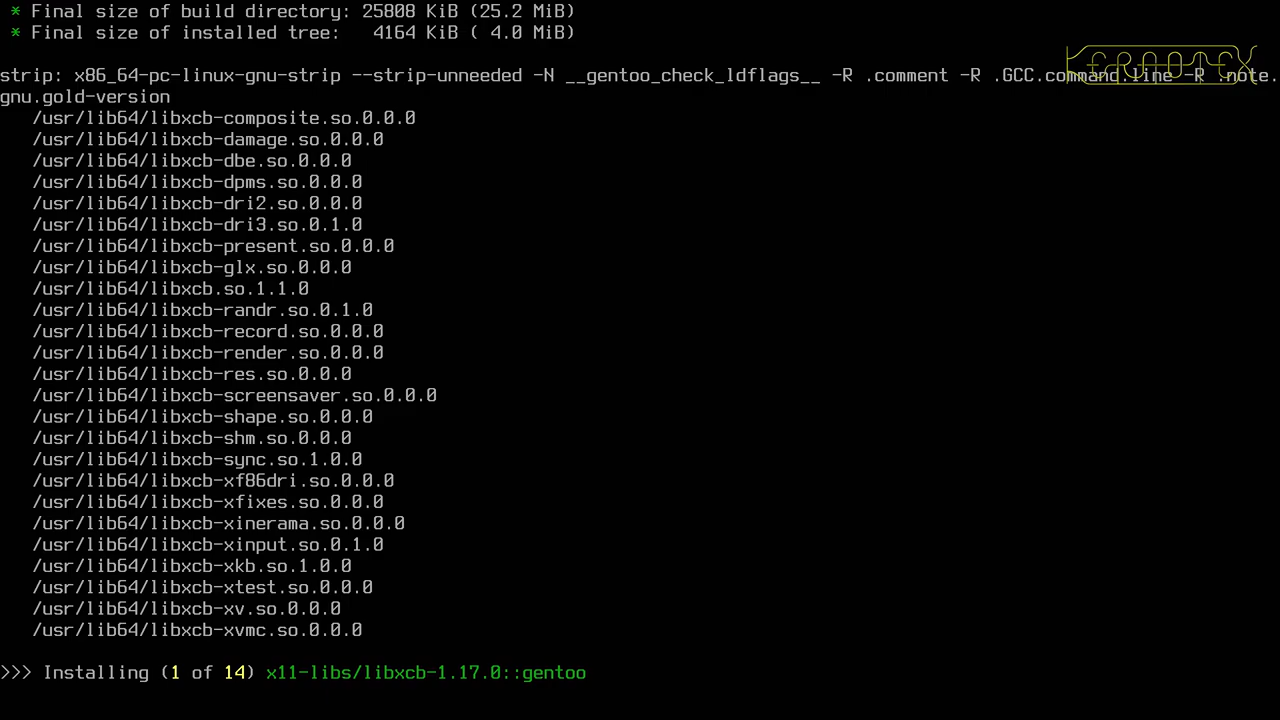 * Final size of build directory: 25808 KiB (25.2 MiB)
* Final size of installed tree:   4164 KiB ( 4.0 MiB)
strip: x86_64-pc-linux-gnu-strip --strip-unneeded -N __gentoo_check_ldflags__ -R .comment -R .GCC.command.line -R .note.
gnu.gold-version
/usr/lib64/libxcb-composite.so.0.0.0
/usr/lib64/libxcb-damage.so.0.0.0
/usr/lib64/libxcb-dbe.so.0.0.0
/usr/lib64/libxcb-dpms.so.0.0.0
/usr/lib64/libxcb-dri2.so.0.0.0
/usr/lib64/libxcb-dri3.so.0.1.0
/usr/lib64/libxcb-present.so.0.0.0
/usr/lib64/libxcb-glx.so.0.0.0
/usr/lib64/libxcb.so.1.1.0
/usr/lib64/libxcb-randr.so.0.1.0
/usr/lib64/libxcb-record.so.0.0.0
/usr/lib64/libxcb-render.so.0.0.0
/usr/lib64/libxcb-res.so.0.0.0
/usr/lib64/libxcb-screensaver.so.0.0.0
/usr/lib64/libxcb-shape.so.0.0.0
/usr/lib64/libxcb-shm.so.0.0.0
/usr/lib64/libxcb-sync.so.1.0.0
/usr/lib64/libxcb-xf86dri.so.0.0.0
/usr/lib64/libxcb-xfixes.so.0.0.0
/usr/lib64/libxcb-xinerama.so.0.0.0
/usr/lib64/libxcb-xinput.so.0.1.0
/usr/lib64/libxcb-xkb.so.1.0.0
/usr/lib64/libxcb-xtest.so.0.0.0
/usr/lib64/libxcb-xv.so.0.0.0
/usr/lib64/libxcb-xvmc.so.0.0.0
>>> Installing (1 of 14) x11-libs/libxcb-1.17.0::gentoo